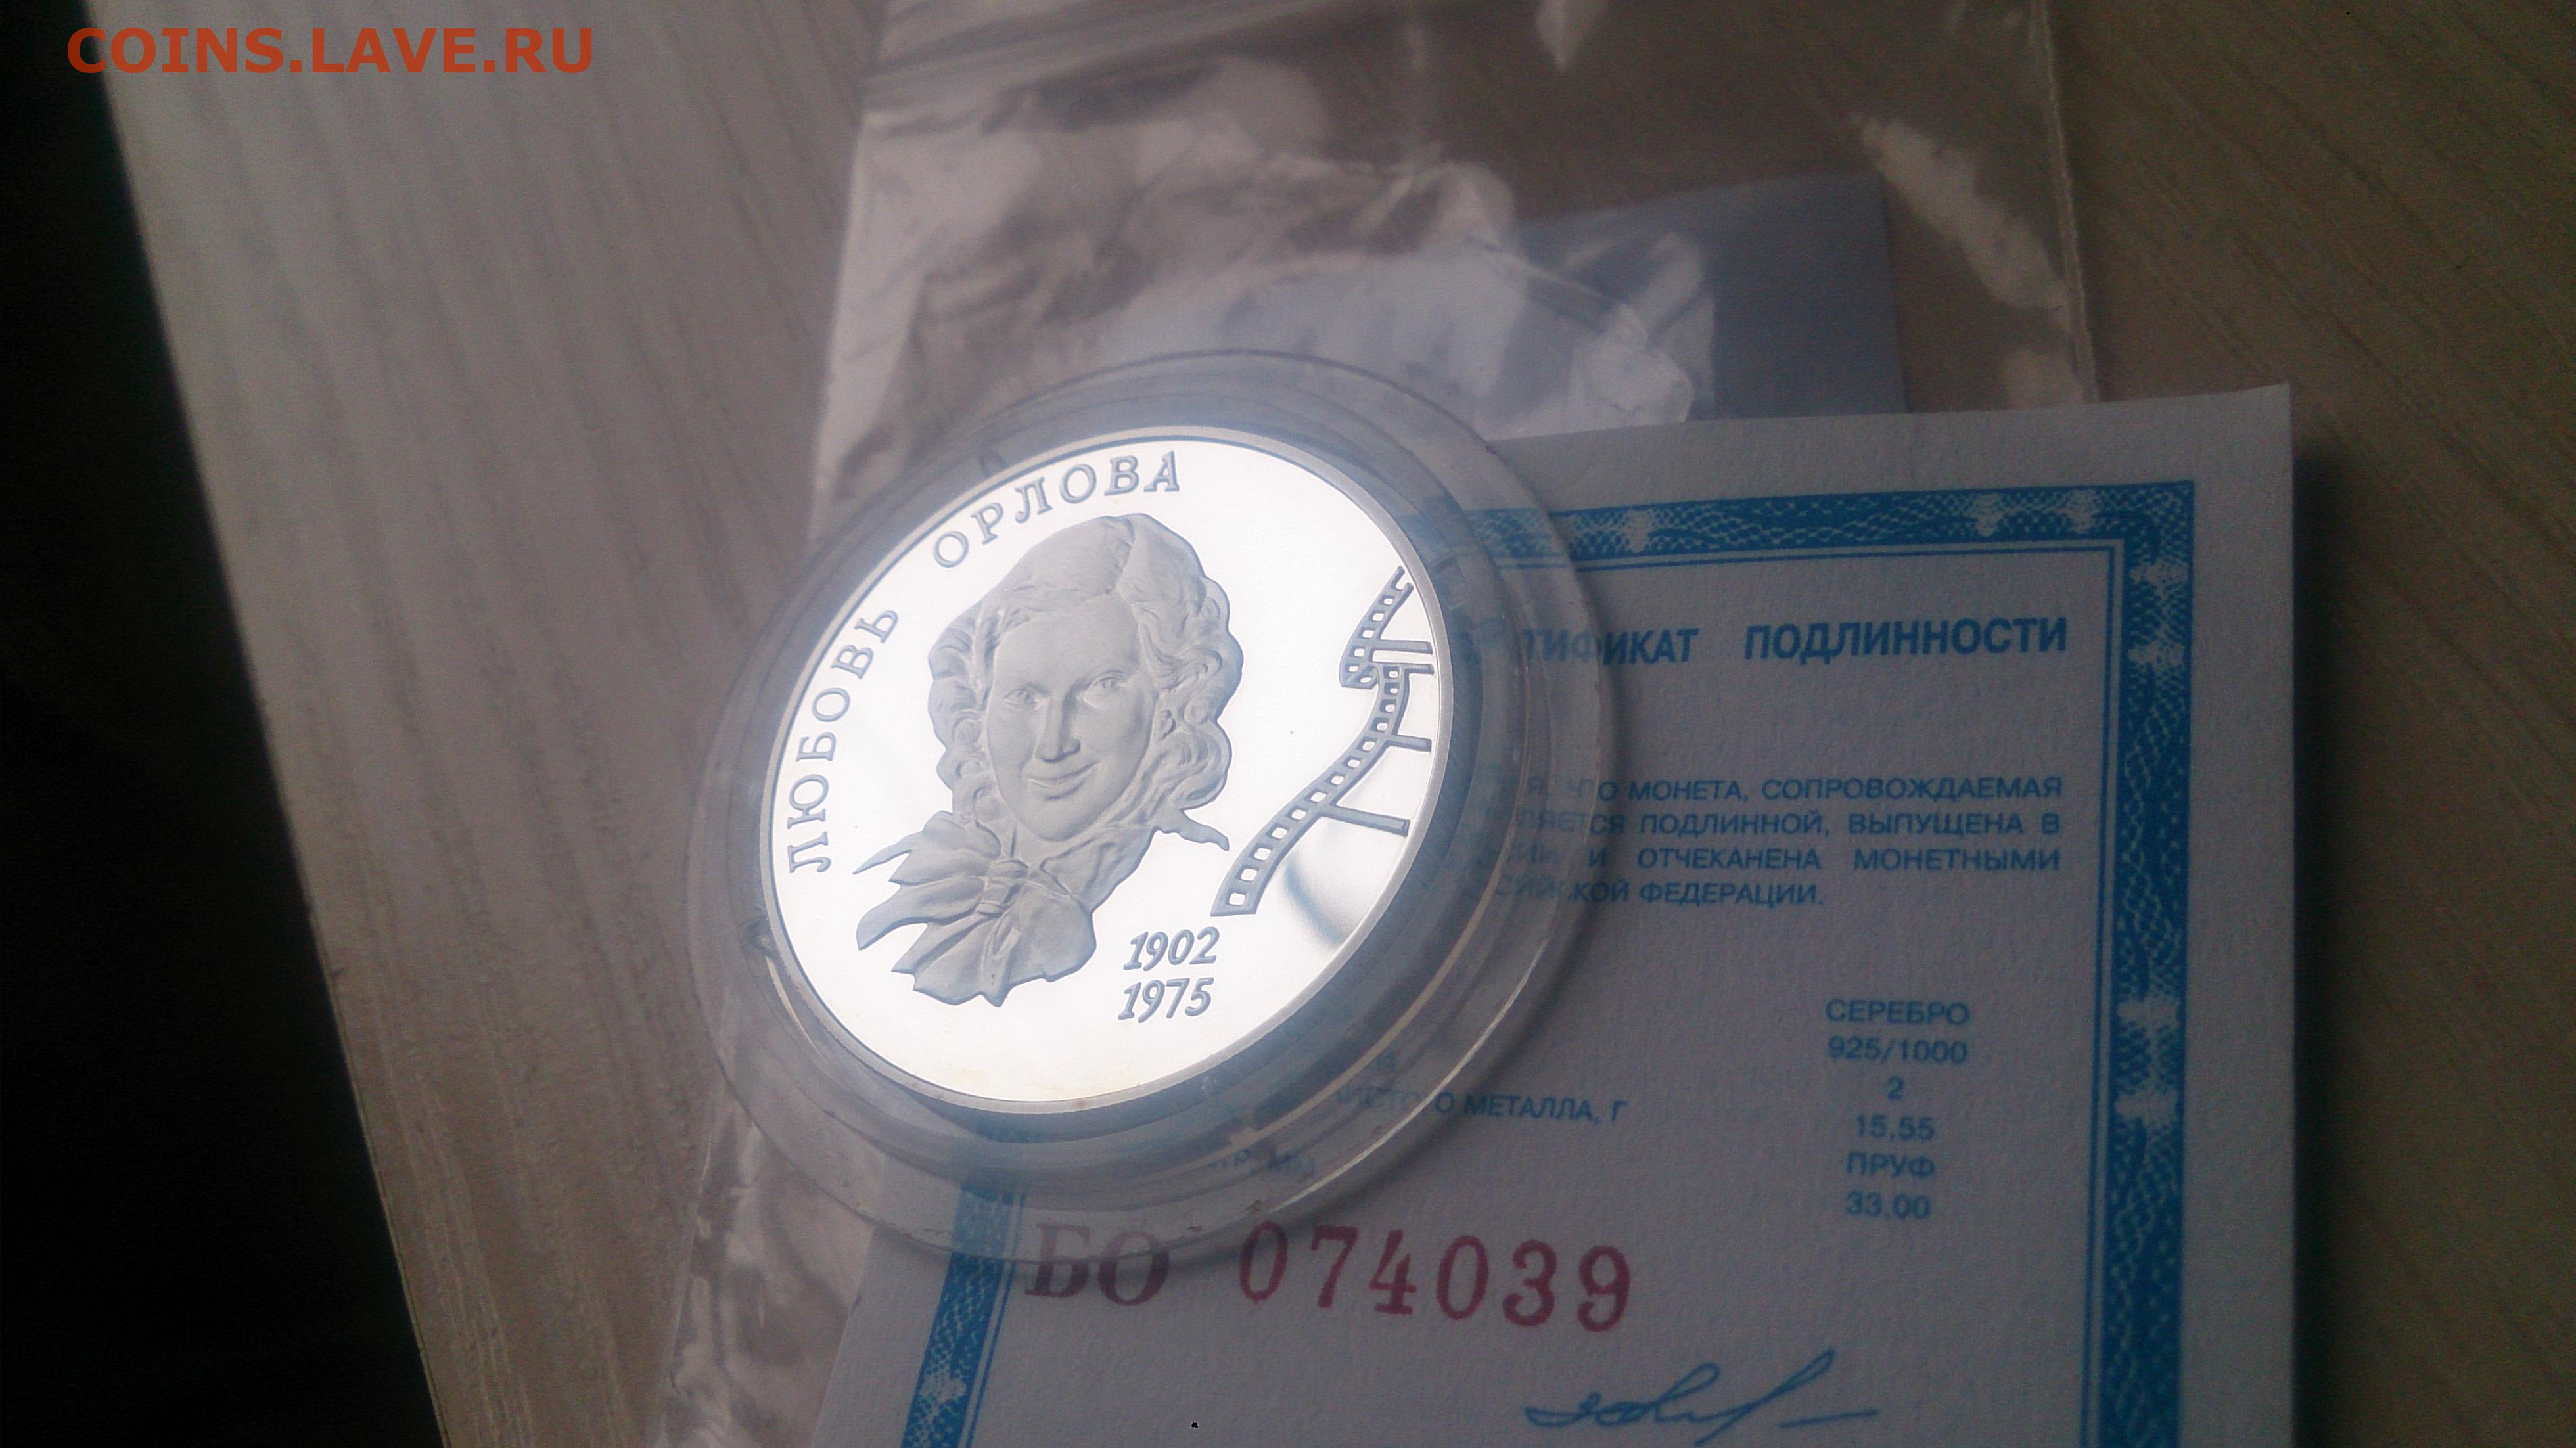 COINS.LAVE.RU
ЛЮБОВЬ ОРЛОВА
1902
1975
ПОДЛИННОСТИ
МОНЕТА, СОПРОВОЖДАЕМАЯ
ПОДЛИННОЙ, ВЫПУЩЕНА В
И ОТЧЕКАНЕНА МОНЕТНЫМИ
ФЕДЕРАЦИИ.
СЕРЕБРО
925/1000
2
МЕТАЛЛА, Г 15,55
ПРУФ
33,00
БО 074039